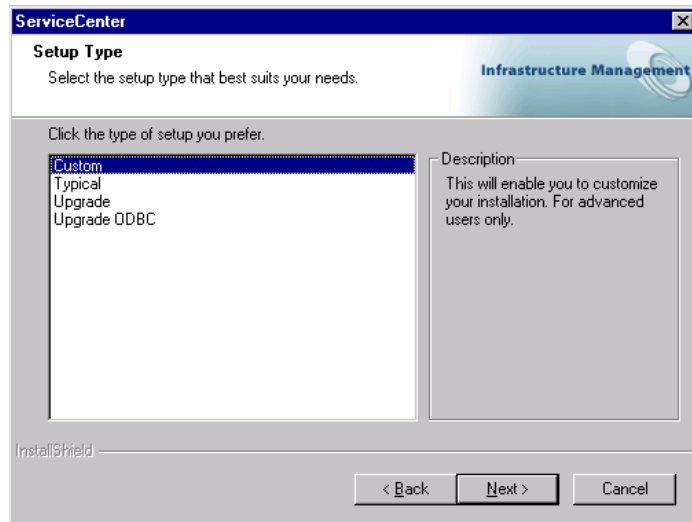 ServiceCenter
Setup Type
Select the setup type that best suits your needs.
Infrastructure Management
Click the type of setup you prefer.
Custom
Typical
Upgrade
Upgrade ODBC
Description
This will enable you to customize
your installation. For advanced
users only.
InstallShield
< Back
Next >
Cancel